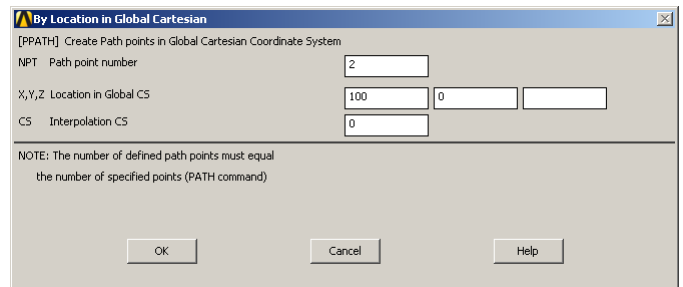 By Location in Global Cartesian
[PPATH] Create Path points in Global Cartesian Coordinate System
NPT Path point number 2
X,Y,Z Location in Global CS 100 0
CS Interpolation CS 0
NOTE: The number of defined path points must equal
the number of specified points (PATH command)
OK Cancel Help